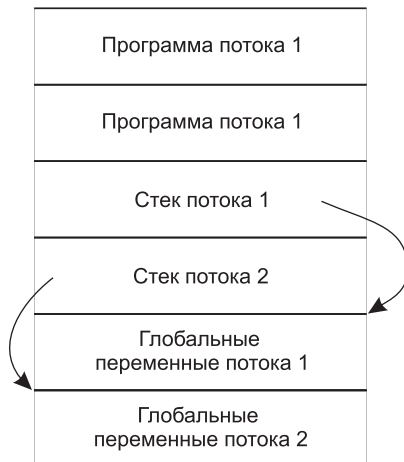 Программа потока 1
Программа потока 1
Стек потока 1
Стек потока 2
Глобальные
переменные потока 1
Глобальные
переменные потока 2